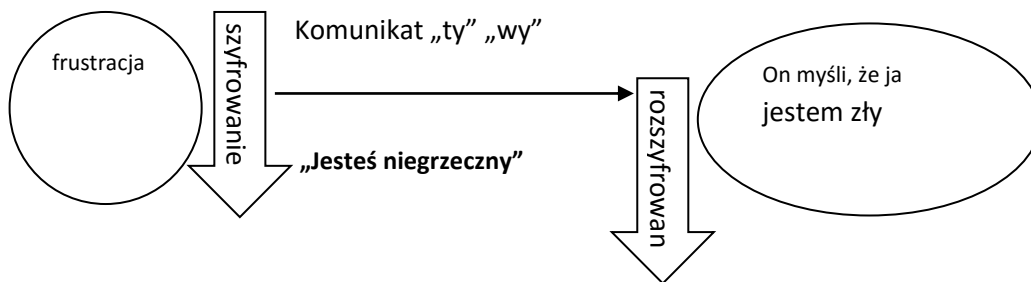 frustracja
szyfrowanie
Komunikat „ty” „wy”
„Jesteś niegrzeczny”
rozszyfrowan
On myśli, że ja
jestem zły